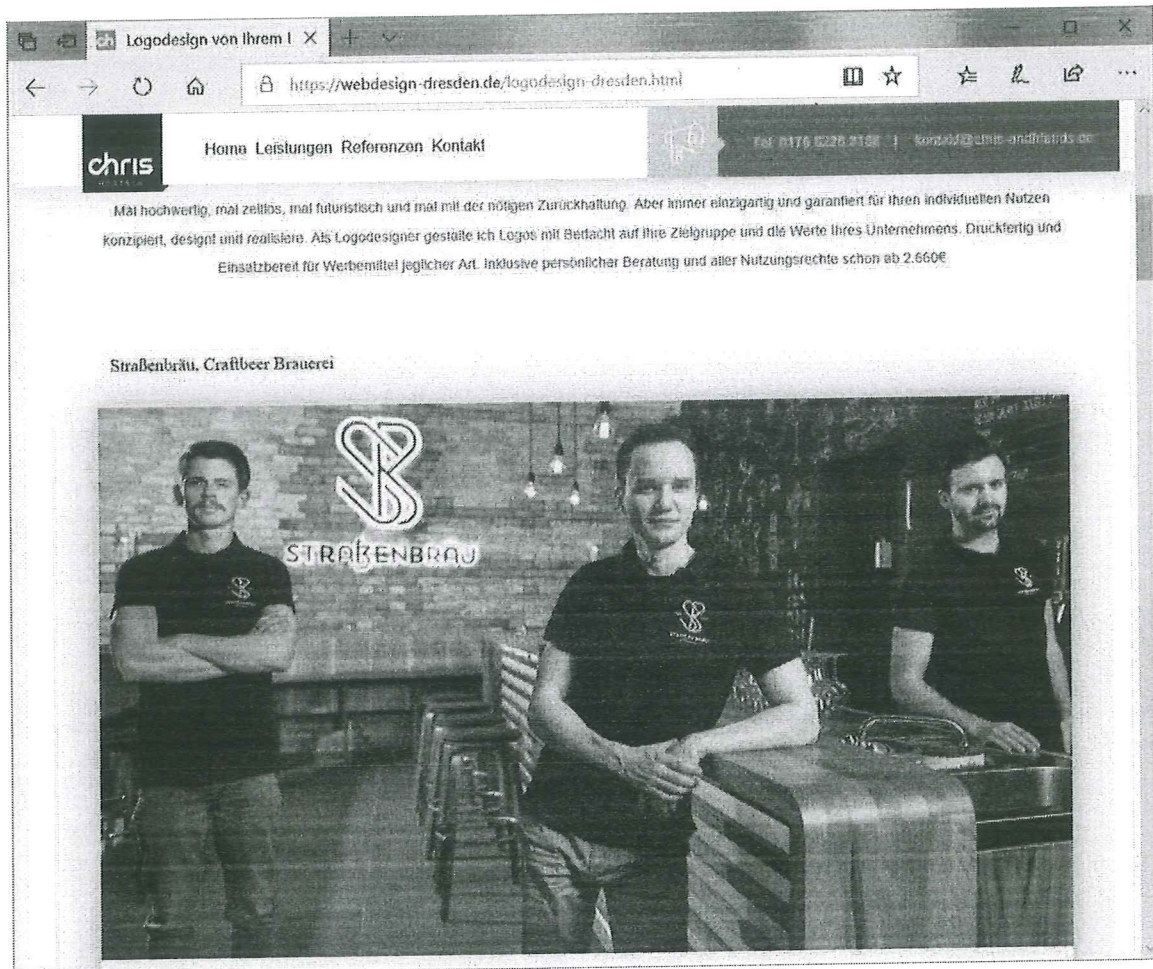 Logodesign von Ihrem I
https://webdesign-dresden.de/logodesign-dresden.html
chris
Home Leistungen Referenzen Kontakt
Tel. 0176
Mal hochwertig, mal zeitlos, mal futuristisch und mal mit der nötigen Zurückhaltung. Aber immer einzigartig und garantiert für Ihren individuellen Nutzen
konzipiert, designt und realisiere. Als Logodesigner gestalte ich Logos mit Bedacht auf Ihre Zielgruppe und die Werte Ihres Unternehmens. Druckfertig und
Einsatzbereit für Werbemittel jeglicher Art. Inklusive persönlicher Beratung und aller Nutzungsrechte schon ab 2.660€
Straßenbräu, Craftbeer Brauerei
STRAßENBRÄU